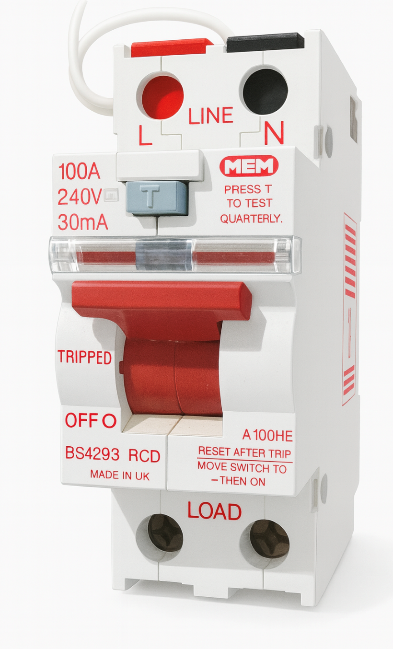 LINE
L N
100A
240V
30mA
T
MEM
PRESS T
TO TEST
QUARTERLY.
TRIPPED
OFF O
BS4293 RCD
MADE IN UK
A100HE
RESET AFTER TRIP
MOVE SWITCH TO
–THEN ON
LOAD